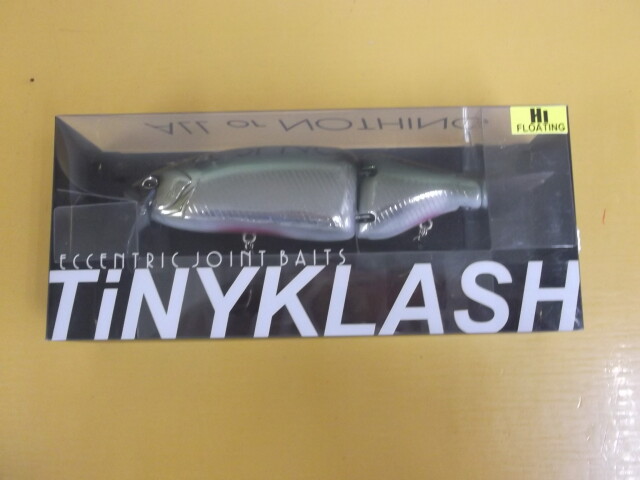 Hi
FLOATING
ALL or NOTHING.
ECCENTRIC JOINT BAITS
TiNYKLASH